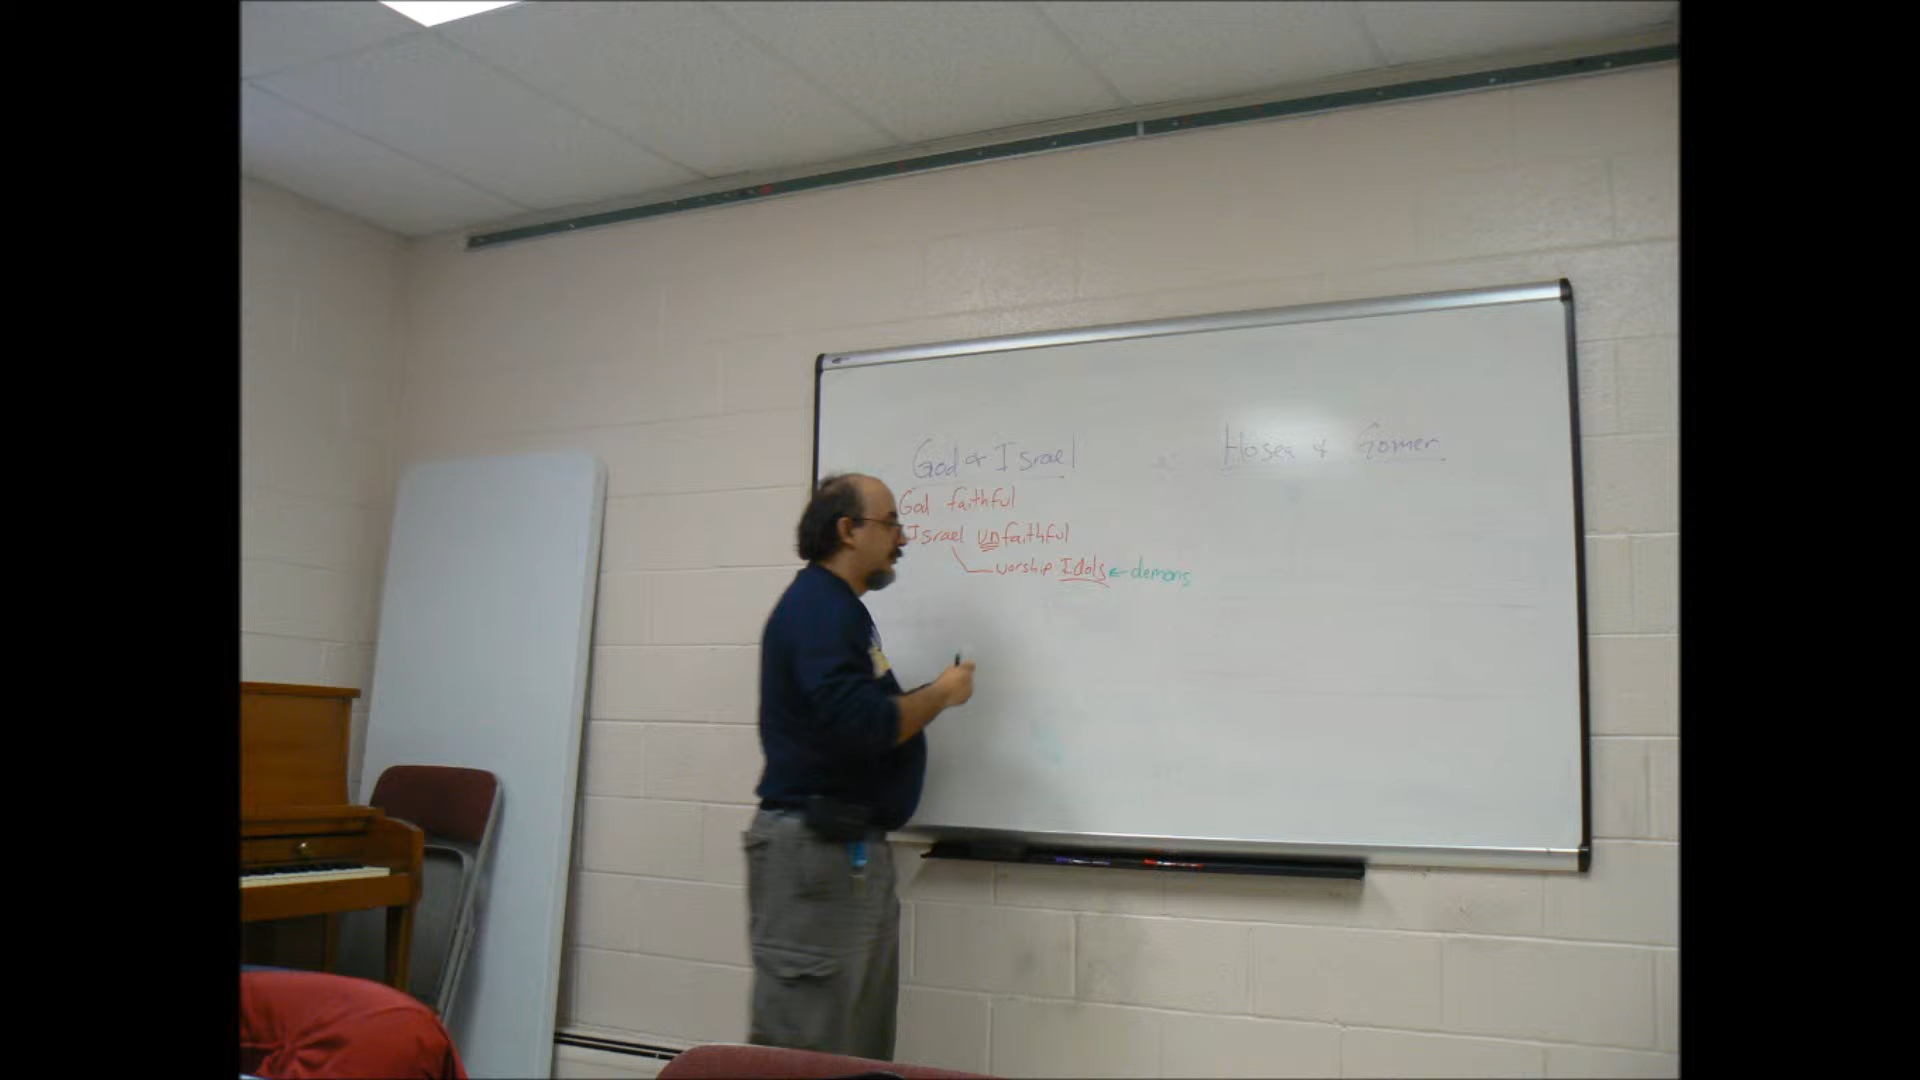 God & Israel
Hosea & Gomer
God faithful
Israel unfaithful
worship Idols ← demons